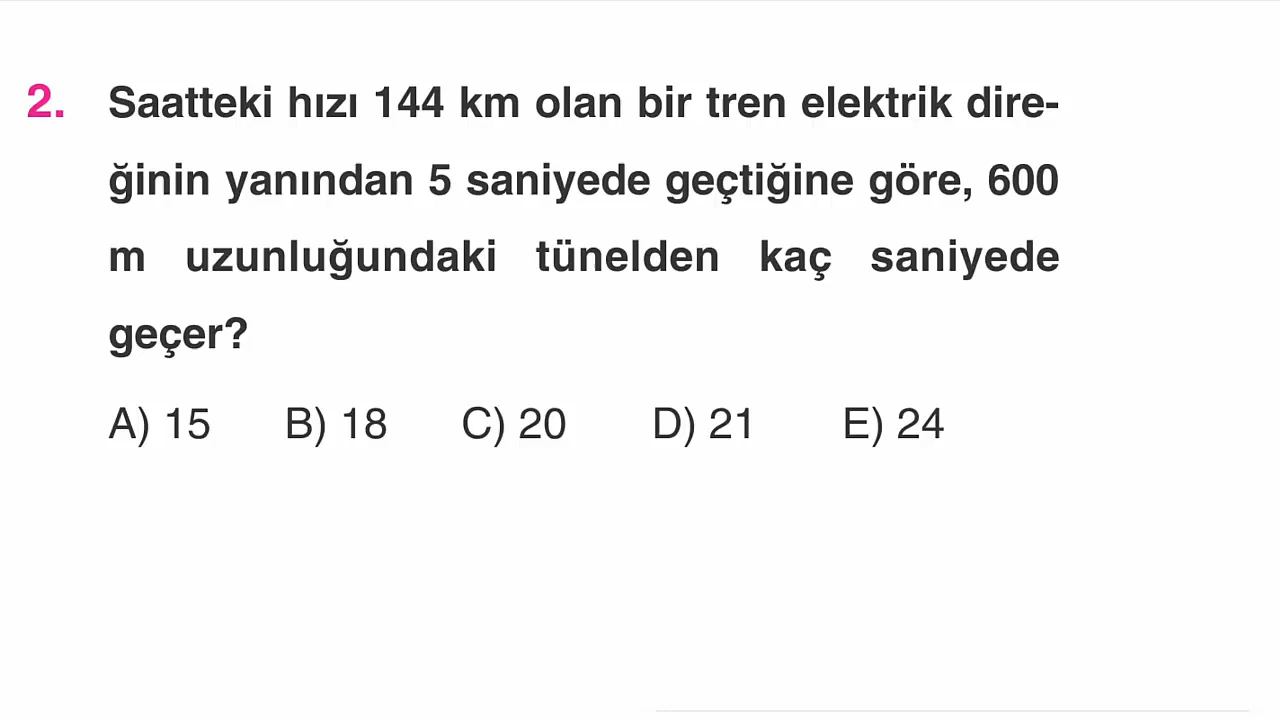 2. Saatteki hızı 144 km olan bir tren elektrik dire-
ğinin yanından 5 saniyede geçtiğine göre, 600
m uzunluğundaki tünelden kaç saniyede
geçer?
A) 15 B) 18 C) 20 D) 21 E) 24